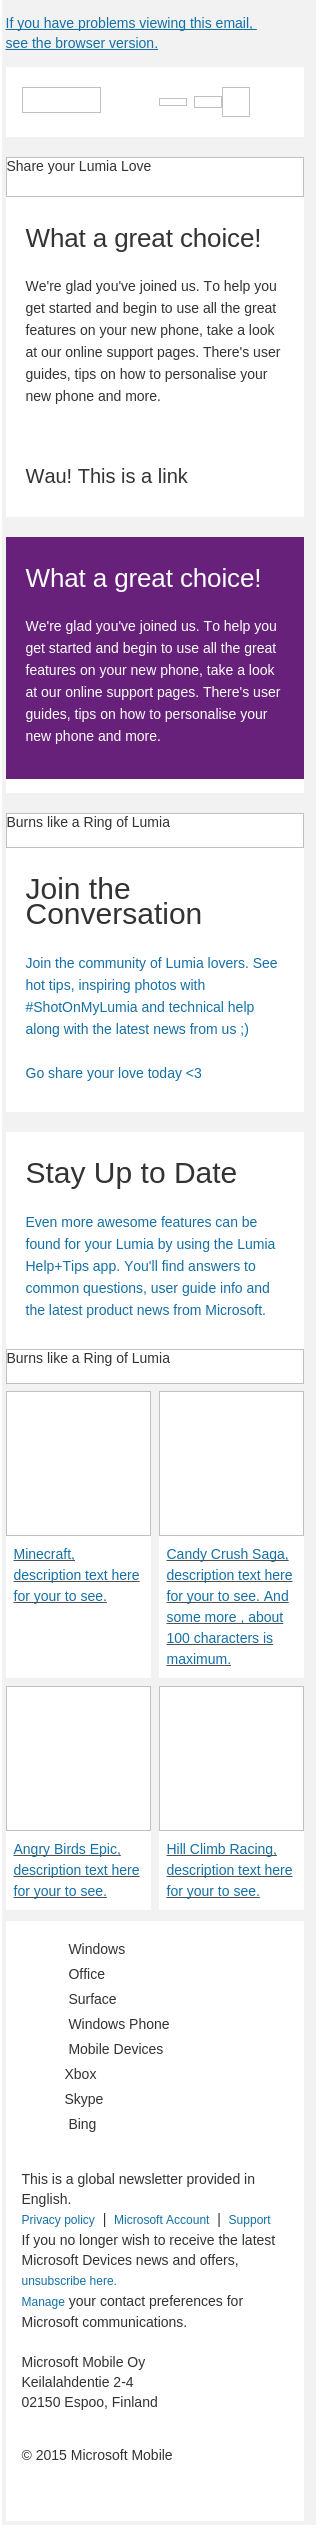 If you have problems viewing this email,
see the browser version.
Share your Lumia Love
What a great choice!
We're glad you've joined us. To help you
get started and begin to use all the great
features on your new phone, take a look
at our online support pages. There's user
guides, tips on how to personalise your
new phone and more.
Wau! This is a link
What a great choice!
We're glad you've joined us. To help you
get started and begin to use all the great
features on your new phone, take a look
at our online support pages. There's user
guides, tips on how to personalise your
new phone and more.
Burns like a Ring of Lumia
Join the
Conversation
Join the community of Lumia lovers. See
hot tips, inspiring photos with
#ShotOnMyLumia and technical help
along with the latest news from us ;)
Go share your love today <3
Stay Up to Date
Even more awesome features can be
found for your Lumia by using the Lumia
Help+Tips app. You'll find answers to
common questions, user guide info and
the latest product news from Microsoft.
Burns like a Ring of Lumia
Minecraft,
description text here
for your to see.
Candy Crush Saga,
description text here
for your to see. And
some more , about
100 characters is
maximum.
Angry Birds Epic,
description text here
for your to see.
Hill Climb Racing,
description text here
for your to see.
Windows
Office
Surface
Windows Phone
Mobile Devices
Xbox
Skype
Bing
This is a global newsletter provided in
English.
Privacy policy | Microsoft Account | Support
If you no longer wish to receive the latest
Microsoft Devices news and offers,
unsubscribe here.
Manage your contact preferences for
Microsoft communications.
Microsoft Mobile Oy
Keilalahdentie 2-4
02150 Espoo, Finland
© 2015 Microsoft Mobile